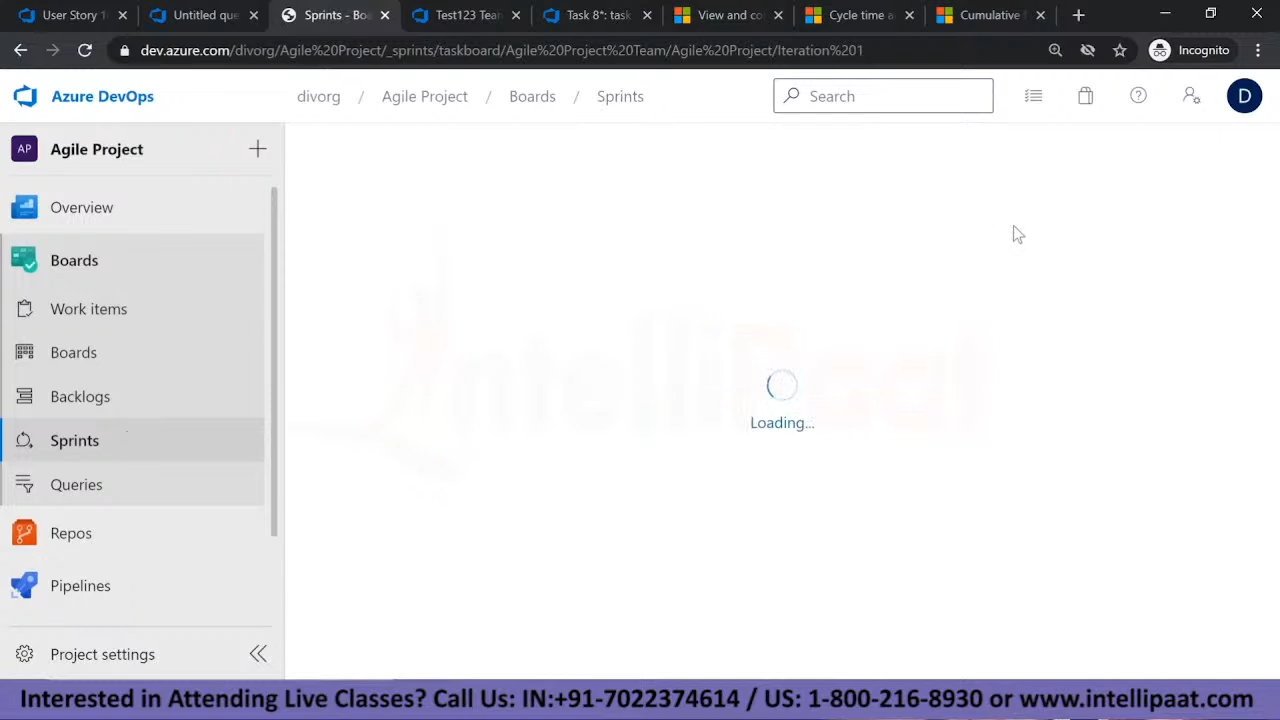 User Story 1
Untitled que
Sprints - Boa
Test123 Team
Task 8*: task
View and co
Cycle time a
Cumulative f
dev.azure.com/divorg/Agile%20Project/_sprints/taskboard/Agile%20Project%20Team/Agile%20Project/Iteration%201
Incognito
Azure DevOps
divorg / Agile Project / Boards / Sprints
Search
D
AP Agile Project
Overview
Boards
Work items
Boards
Backlogs
Sprints
Queries
Repos
Pipelines
Project settings
IntelliPaat
Loading...
Interested in Attending Live Classes? Call Us: IN:+91-7022374614 / US: 1-800-216-8930 or www.intellipaat.com